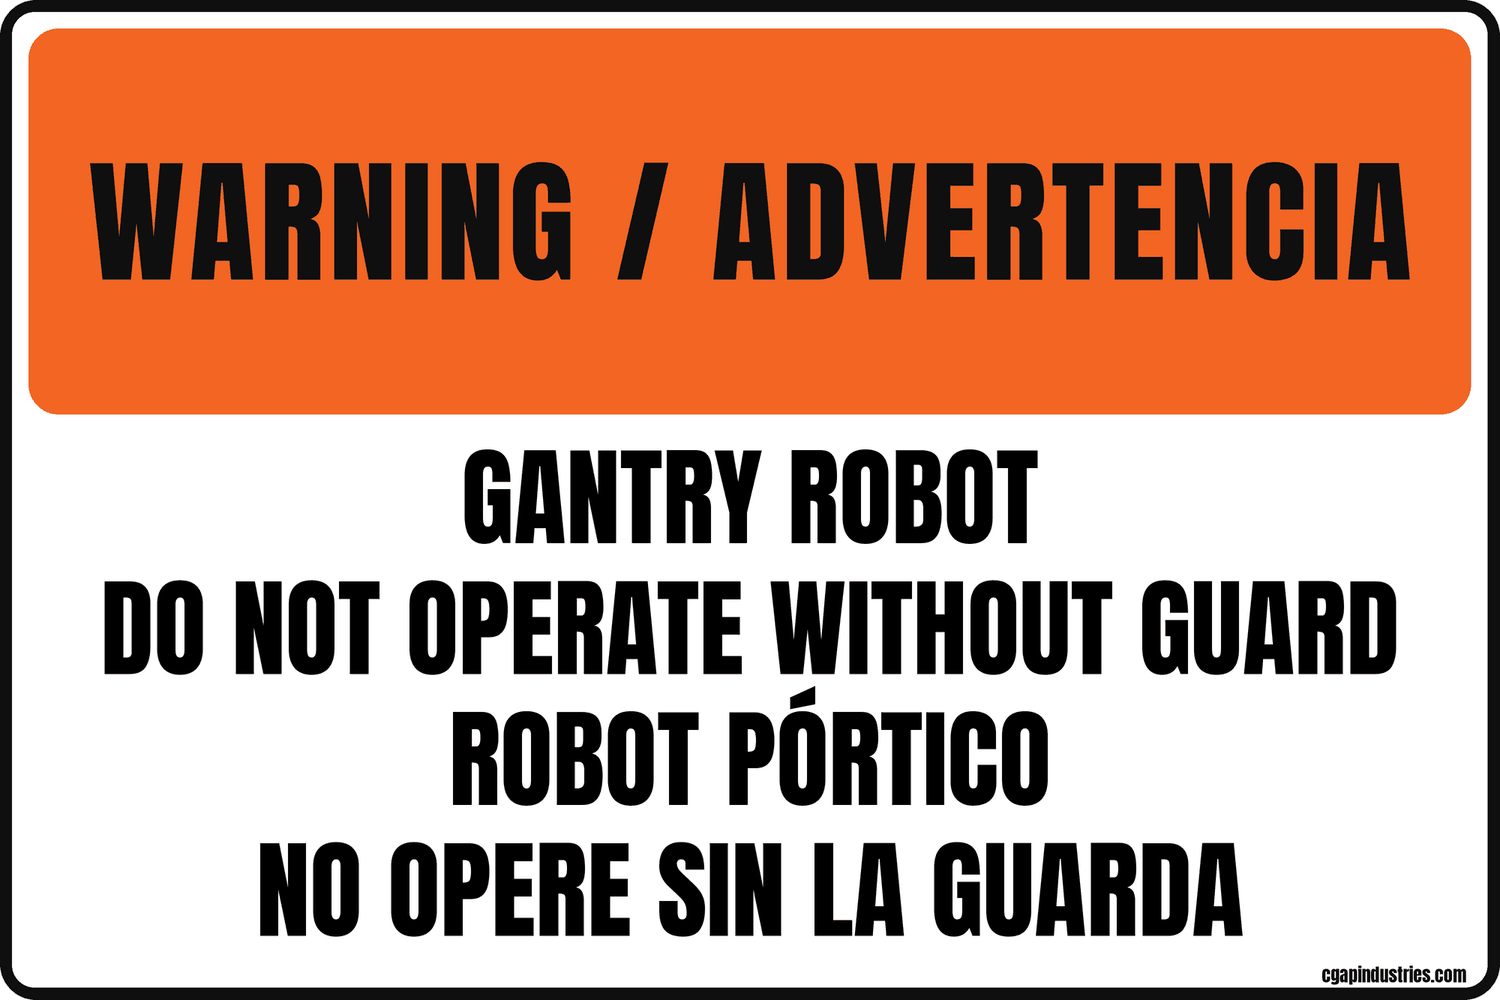 WARNING / ADVERTENCIA
GANTRY ROBOT
DO NOT OPERATE WITHOUT GUARD
ROBOT PÓRTICO
NO OPERE SIN LA GUARDA
cgapindustries.com